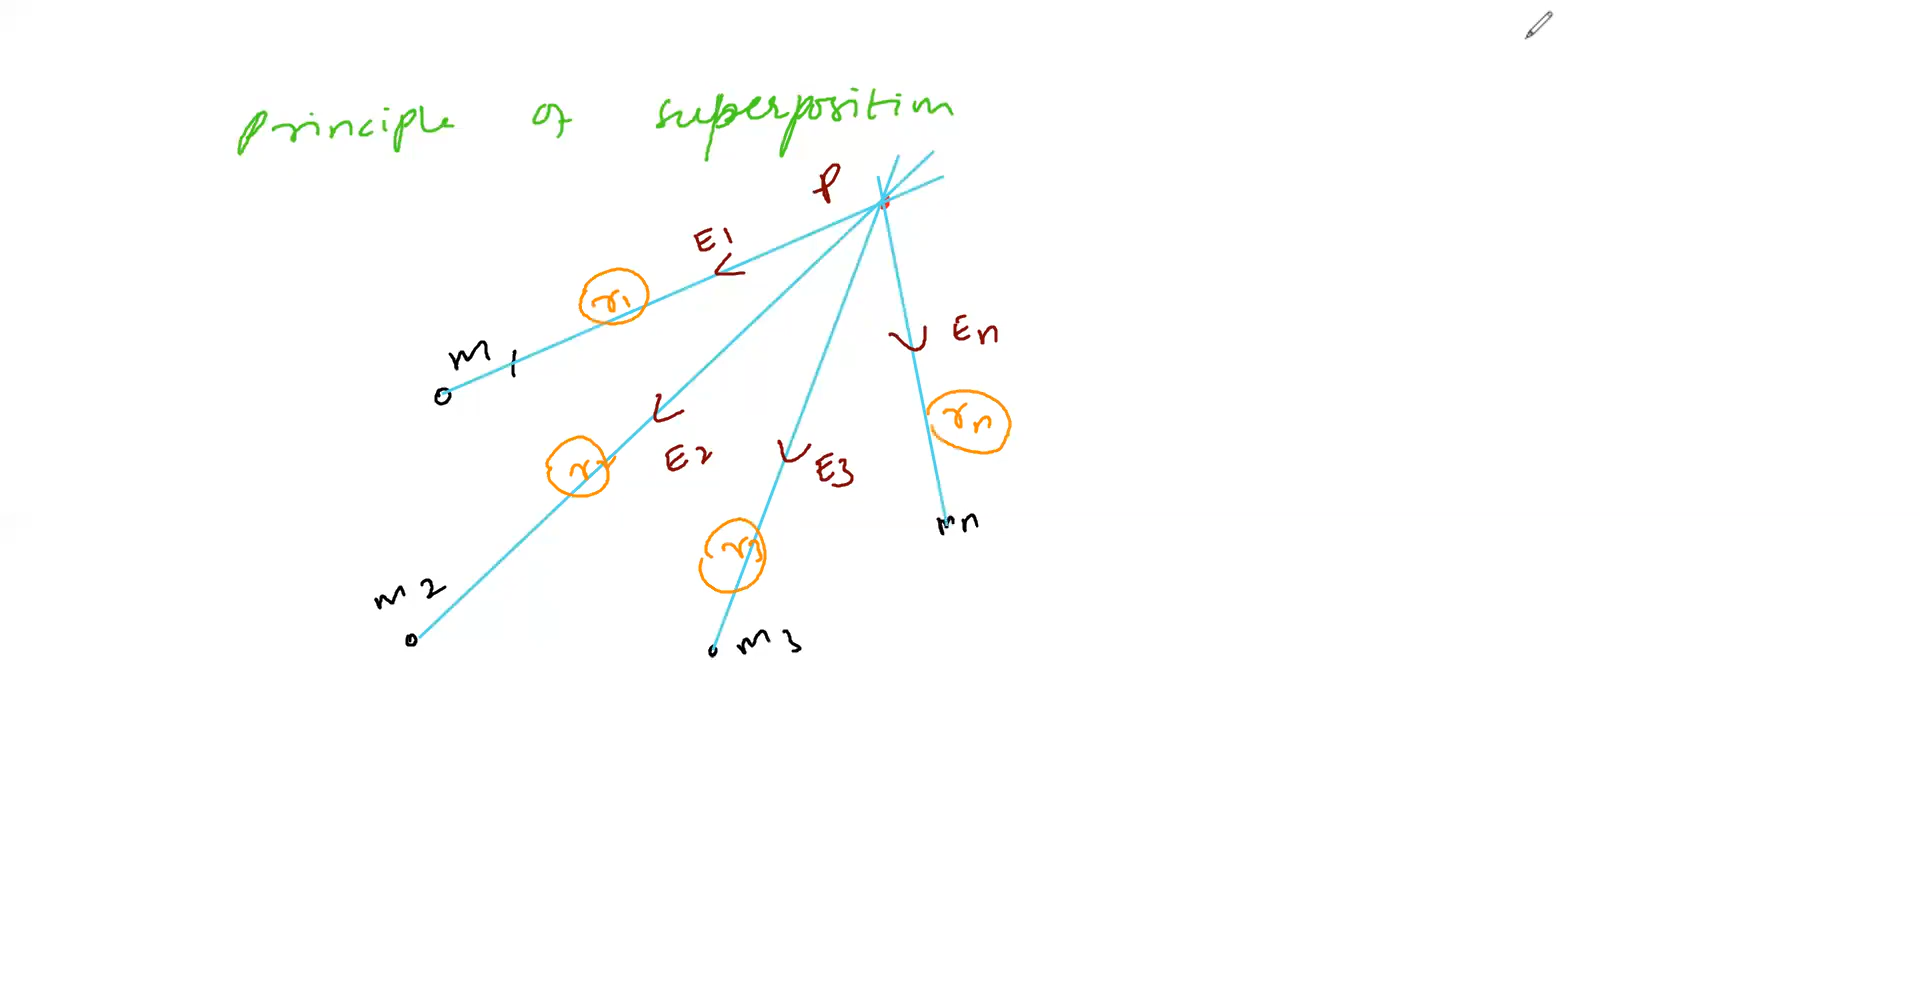 principle of superposition
P
E1
r1
En
m1
rn
E2
r2
E3
mn
r3
m2
m3